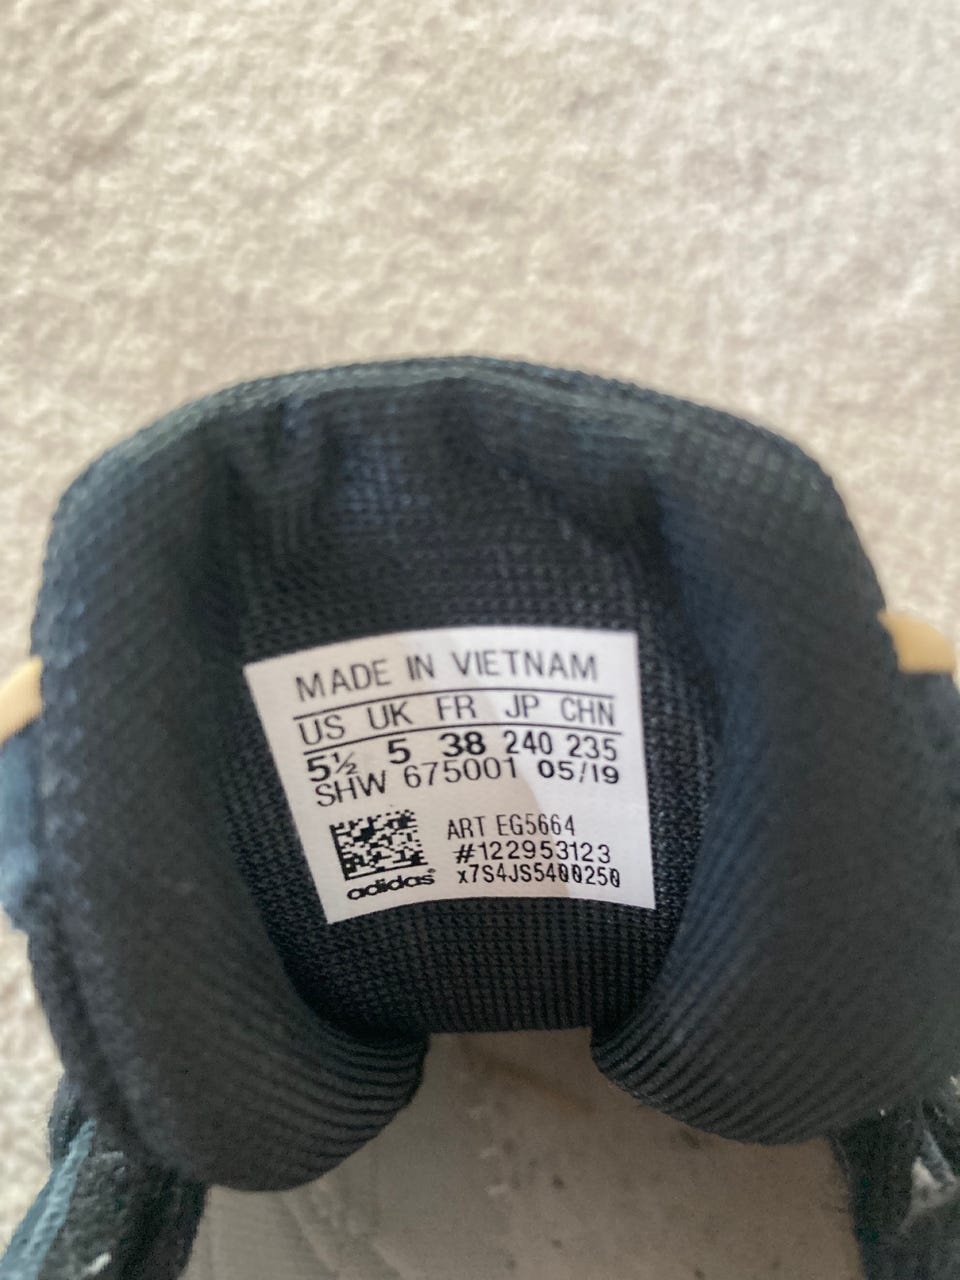 MADE IN VIETNAM
US UK FR JP CHN
5½ 5 38 240 235
SHW 675001 05/19
ART EG5664
#122953123
x7S4JS5400250
adidas